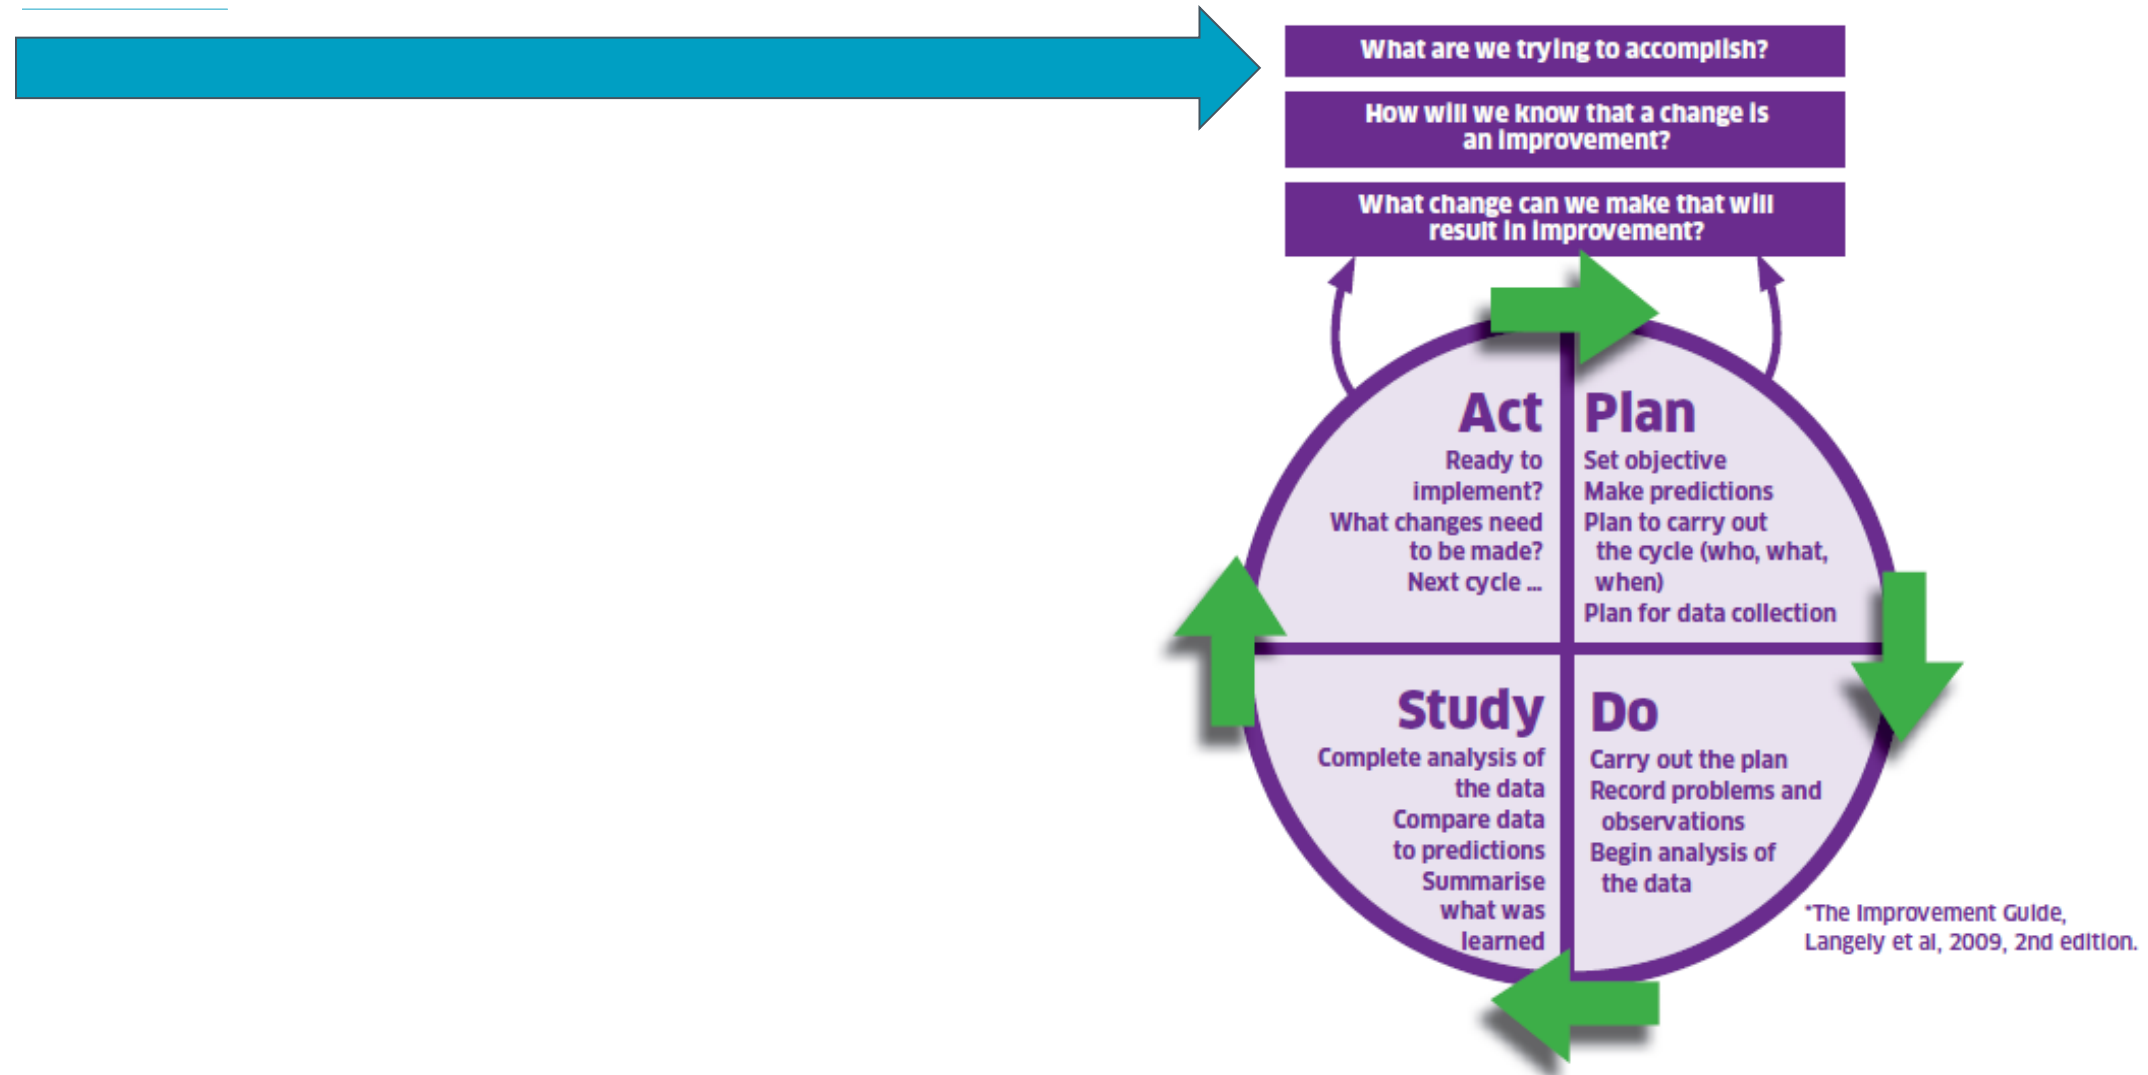 What are we trying to accomplish?
How will we know that a change is
an improvement?
What change can we make that will
result in improvement?
Act
Ready to
implement?
What changes need
to be made?
Next cycle ...
Plan
Set objective
Make predictions
Plan to carry out
the cycle (who, what,
when)
Plan for data collection
Study
Complete analysis of
the data
Compare data
to predictions
Summarise
what was
learned
Do
Carry out the plan
Record problems and
observations
Begin analysis of
the data
*The Improvement Guide,
Langely et al, 2009, 2nd edition.